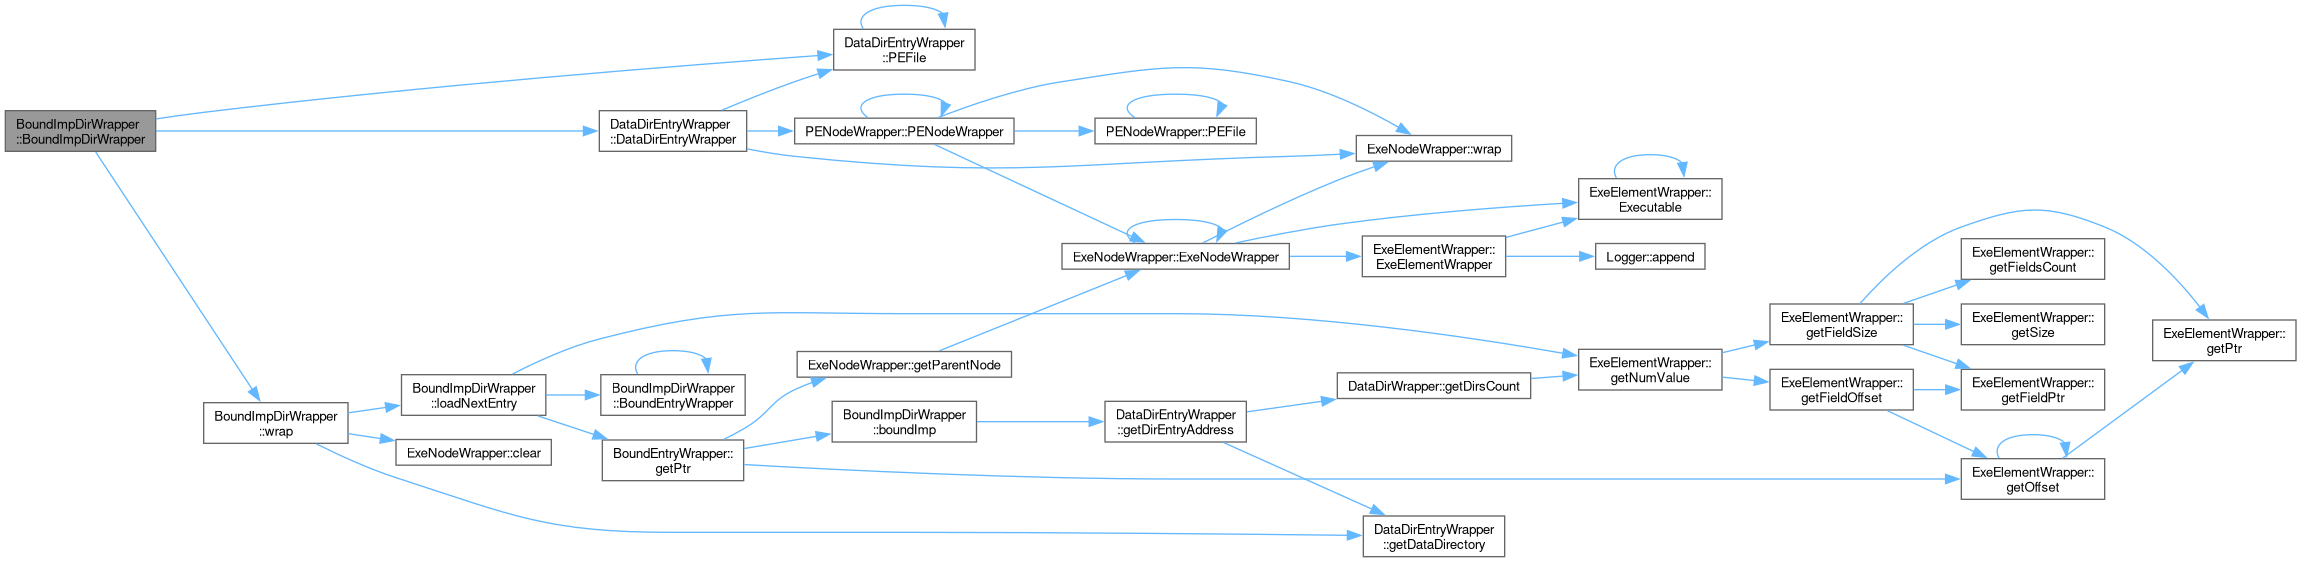 DataDirEntryWrapper
::PEFile
BoundImpDirWrapper
::BoundImpDirWrapper
DataDirEntryWrapper
::DataDirEntryWrapper
PENodeWrapper::PENodeWrapper
PENodeWrapper::PEFile
ExeNodeWrapper::wrap
ExeElementWrapper::
Executable
ExeNodeWrapper::ExeNodeWrapper
ExeElementWrapper::
ExeElementWrapper
Logger::append
ExeElementWrapper::
getFieldsCount
ExeElementWrapper::
getFieldSize
ExeElementWrapper::
getSize
ExeElementWrapper::
getPtr
ExeNodeWrapper::getParentNode
ExeElementWrapper::
getNumValue
ExeElementWrapper::
getFieldOffset
ExeElementWrapper::
getFieldPtr
BoundImpDirWrapper
::loadNextEntry
BoundImpDirWrapper
::BoundEntryWrapper
DataDirWrapper::getDirsCount
BoundImpDirWrapper
::wrap
BoundImpDirWrapper
::boundImp
DataDirEntryWrapper
::getDirEntryAddress
ExeNodeWrapper::clear
BoundEntryWrapper::
getPtr
ExeElementWrapper::
getOffset
DataDirEntryWrapper
::getDataDirectory